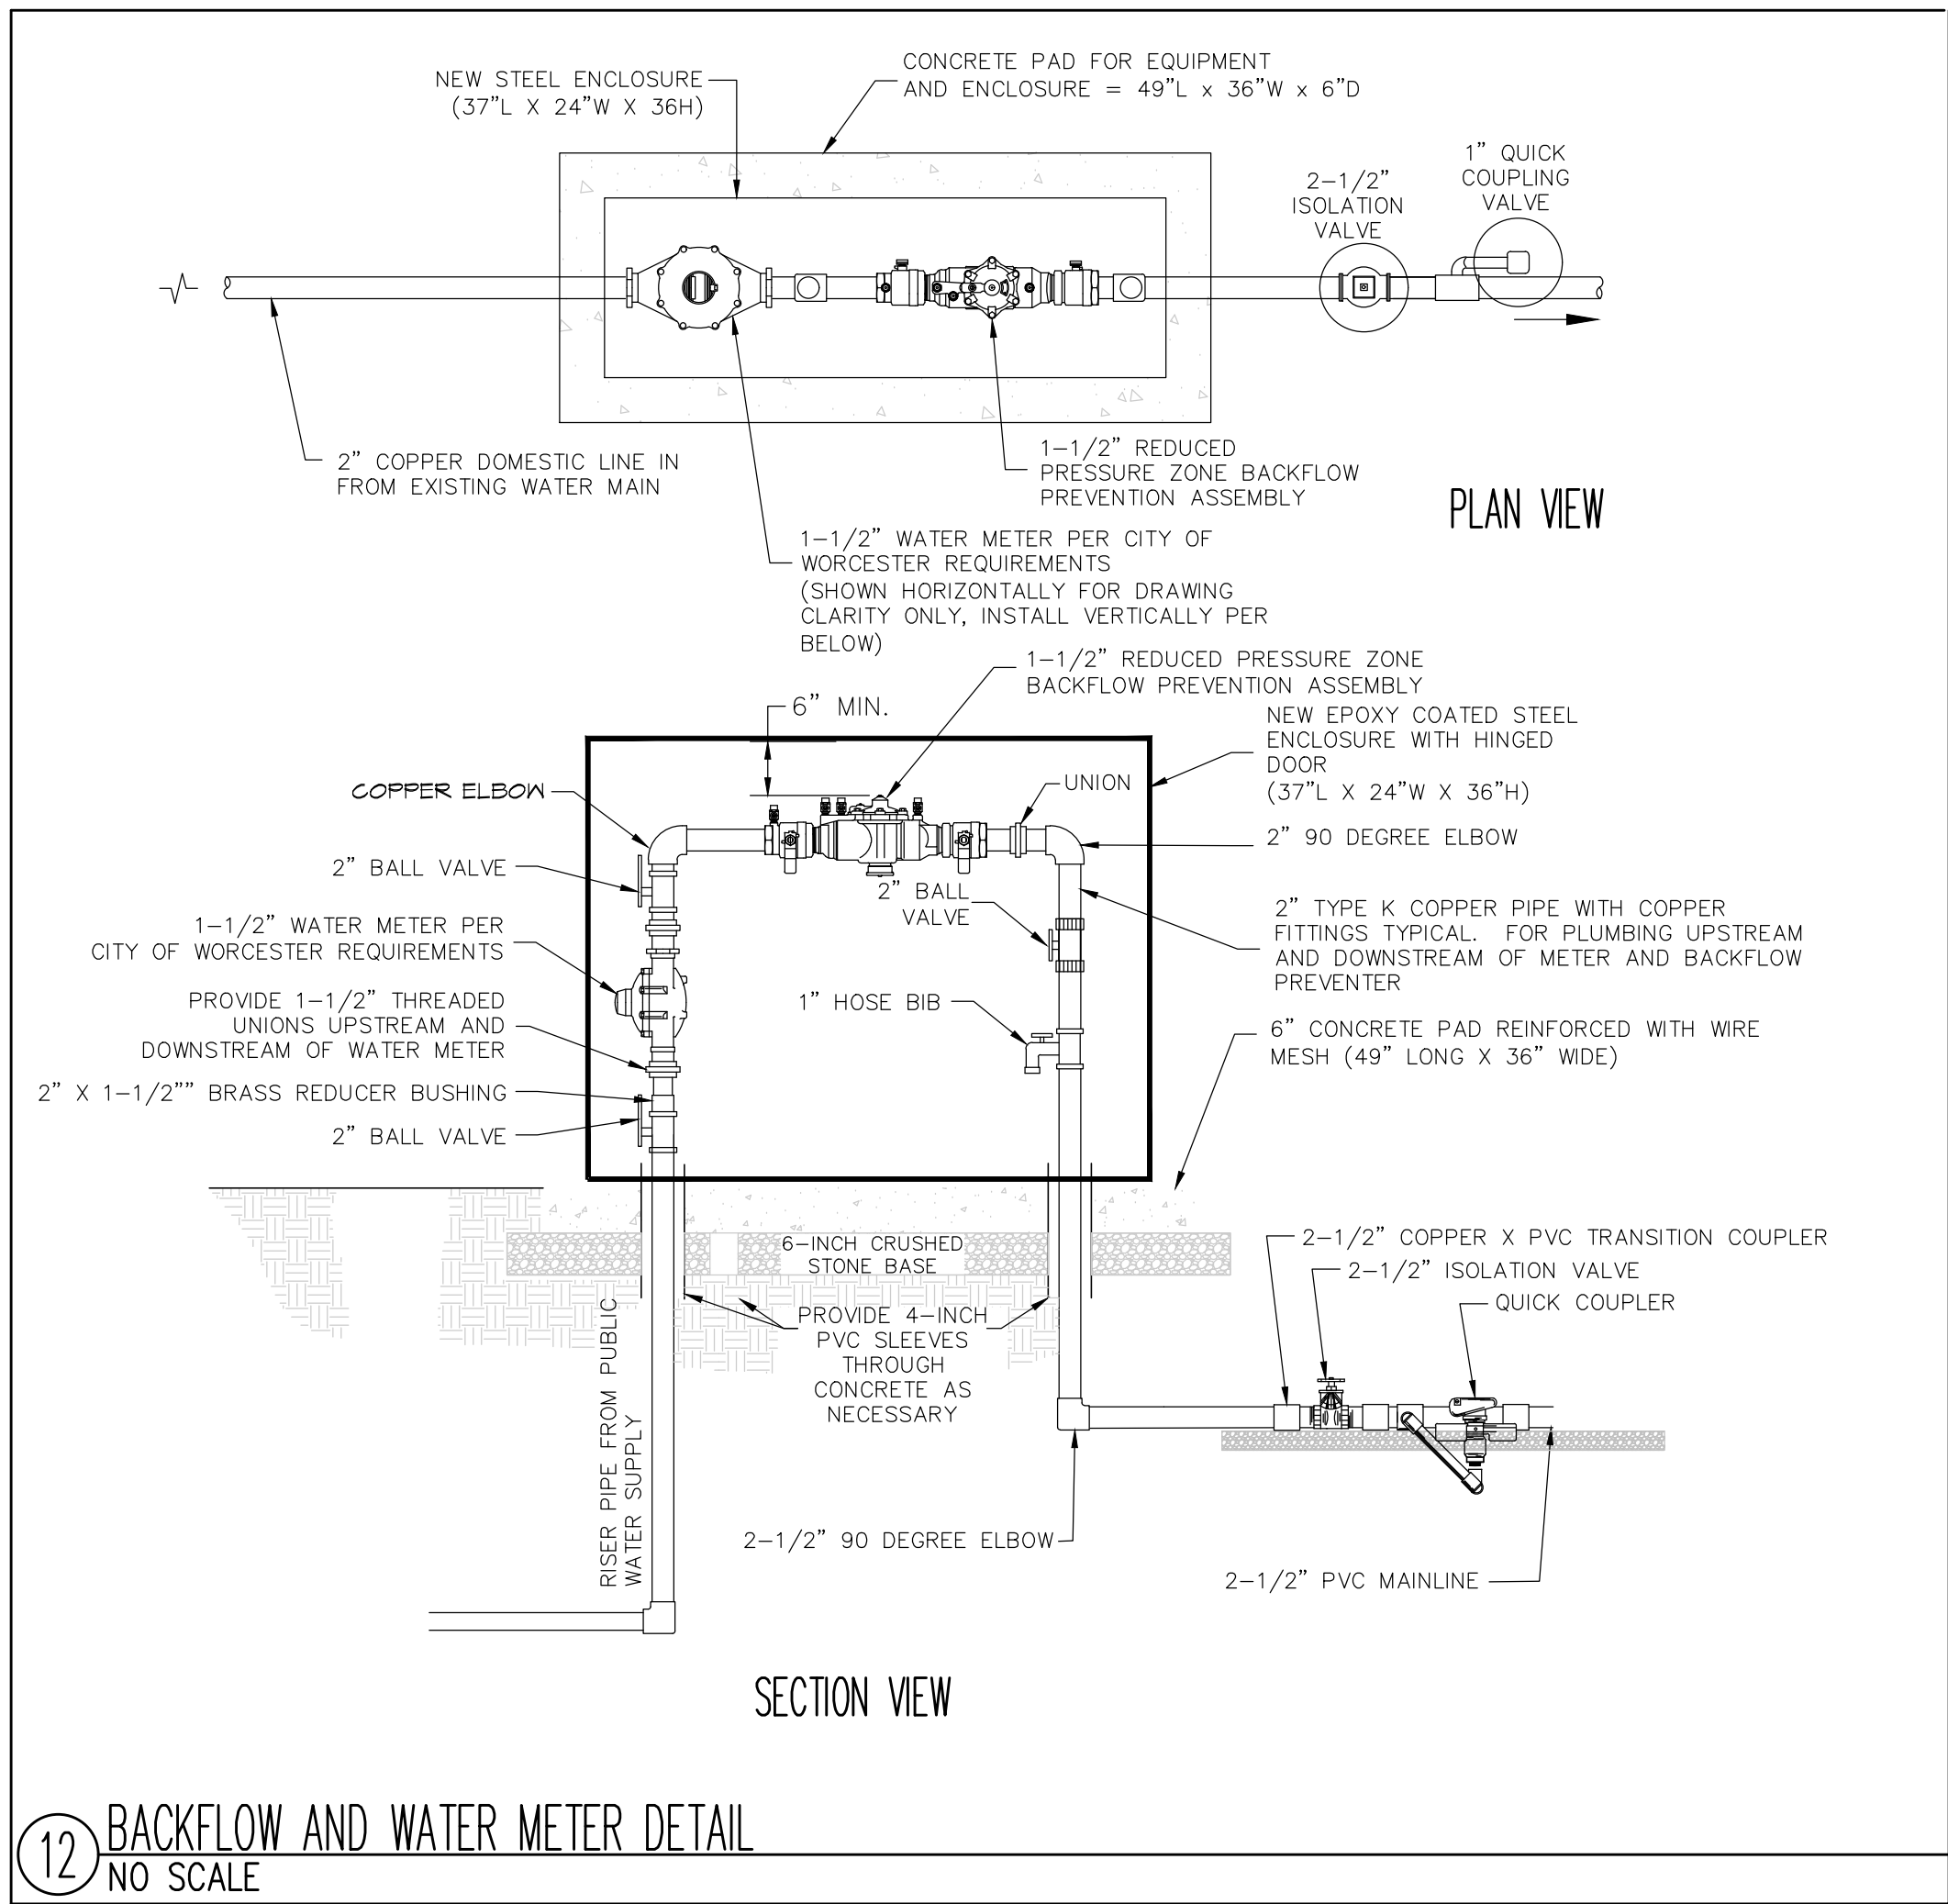 NEW STEEL ENCLOSURE
(37”L X 24”W X 36H)
CONCRETE PAD FOR EQUIPMENT
AND ENCLOSURE = 49”L x 36”W x 6”D
1” QUICK
COUPLING
VALVE
2-1/2”
ISOLATION
VALVE
2” COPPER DOMESTIC LINE IN
FROM EXISTING WATER MAIN
1-1/2” REDUCED
PRESSURE ZONE BACKFLOW
PREVENTION ASSEMBLY
PLAN VIEW
1-1/2” WATER METER PER CITY OF
WORCESTER REQUIREMENTS
(SHOWN HORIZONTALLY FOR DRAWING
CLARITY ONLY, INSTALL VERTICALLY PER
BELOW)
1-1/2” REDUCED PRESSURE ZONE
BACKFLOW PREVENTION ASSEMBLY
6” MIN.
NEW EPOXY COATED STEEL
ENCLOSURE WITH HINGED
DOOR
(37”L X 24”W X 36”H)
COPPER ELBOW
UNION
2” 90 DEGREE ELBOW
2” BALL VALVE
2” BALL
VALVE
1-1/2” WATER METER PER
CITY OF WORCESTER REQUIREMENTS
2” TYPE K COPPER PIPE WITH COPPER
FITTINGS TYPICAL.  FOR PLUMBING UPSTREAM
AND DOWNSTREAM OF METER AND BACKFLOW
PREVENTER
PROVIDE 1-1/2” THREADED
UNIONS UPSTREAM AND
DOWNSTREAM OF WATER METER
1” HOSE BIB
6” CONCRETE PAD REINFORCED WITH WIRE
MESH (49” LONG X 36” WIDE)
2” X 1-1/2”” BRASS REDUCER BUSHING
2” BALL VALVE
6-INCH CRUSHED
STONE BASE
2-1/2” COPPER X PVC TRANSITION COUPLER
2-1/2” ISOLATION VALVE
QUICK COUPLER
PROVIDE 4-INCH
PVC SLEEVES
THROUGH
CONCRETE AS
NECESSARY
RISER PIPE FROM PUBLIC
WATER SUPPLY
2-1/2” 90 DEGREE ELBOW
2-1/2” PVC MAINLINE
SECTION VIEW
12
BACKFLOW AND WATER METER DETAIL
NO SCALE